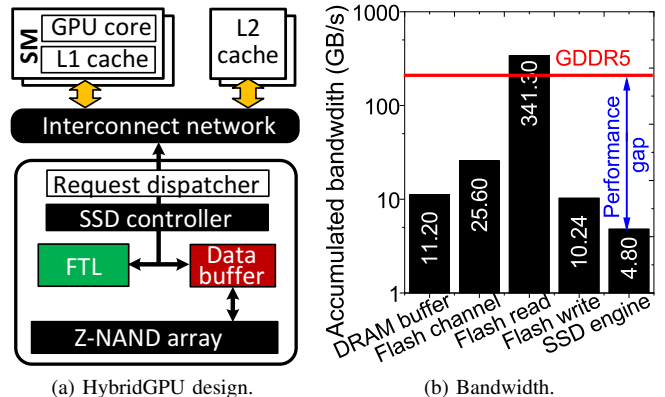 SM
GPU core
L1 cache
L2
cache
Interconnect network
Request dispatcher
SSD controller
FTL
Data
buffer
Z-NAND array
(a) HybridGPU design.
Accumulated bandwdith (GB/s)
1000
100
10
1
GDDR5
Performance
gap
11.20
25.60
341.30
10.24
4.80
DRAM buffer
Flash channel
Flash read
Flash write
SSD engine
(b) Bandwidth.